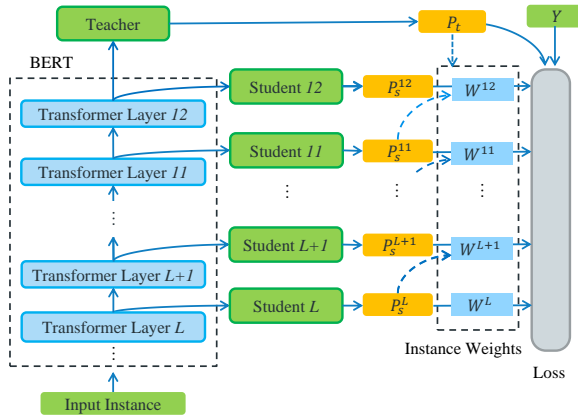 Teacher
P_t
Y
BERT
Transformer Layer 12
Student 12
P_s^12
W^12
Transformer Layer 11
Student 11
P_s^11
W^11
⋮ ⋮ ⋮ ⋮
Transformer Layer L+1
Student L+1
P_s^L+1
W^L+1
Transformer Layer L
Student L
P_s^L
W^L
⋮
Instance Weights
Loss
Input Instance